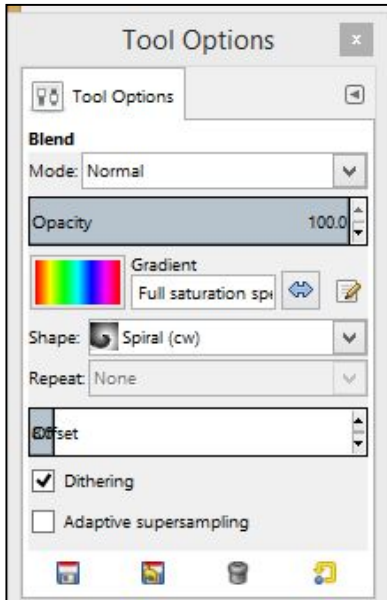 Tool Options
Tool Options
Blend
Mode: Normal
Opacity 100.0
Gradient
Full saturation spe
Shape: Spiral (cw)
Repeat: None
Dithering
Adaptive supersampling